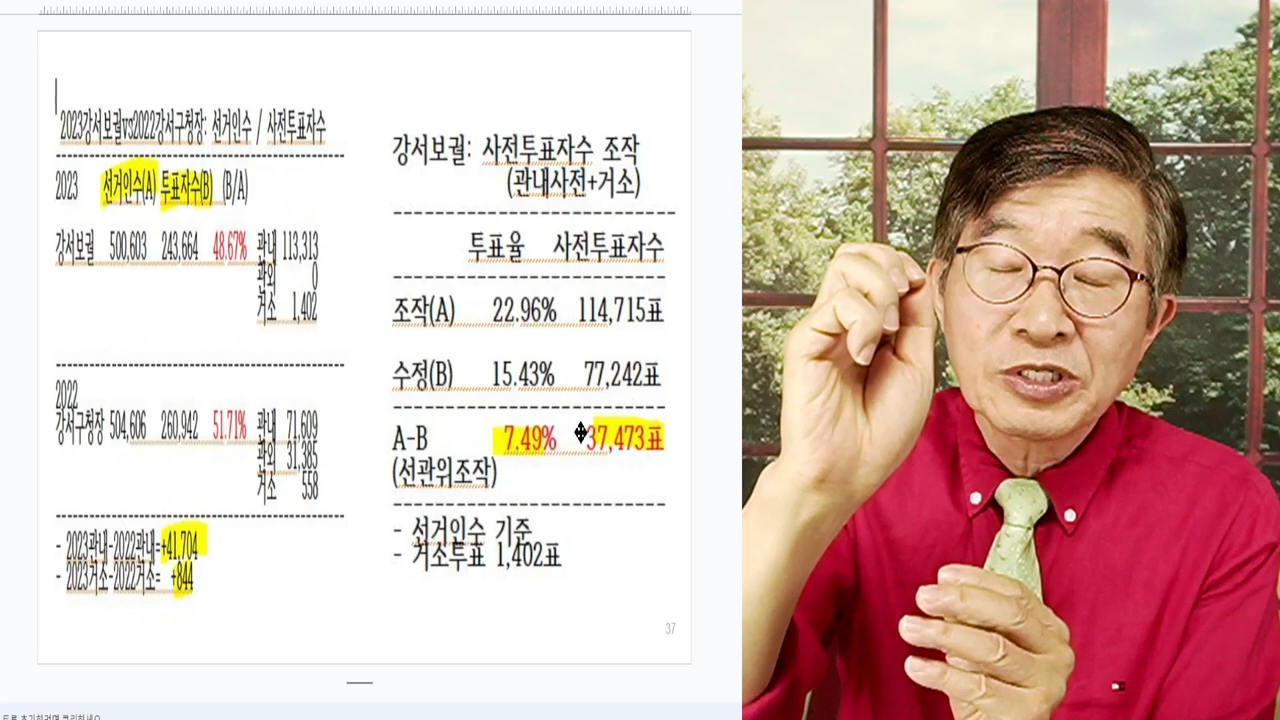 2023강서보궐vs2022강서구청장: 선거인수 / 사전투표자수
2023 선거인수(A) 투표자수(B) (B/A)
강서보궐 500,603 243,664 48.67% 관내 113,313
관외 0
거소 1,402
2022
강서구청장 504,606 260,942 51.71% 관내 71,609
관외 31,385
거소 558
- 2023관내-2022관내=+41,704
- 2023거소-2022거소= +844
강서보궐: 사전투표자수 조작
(관내사전+거소)
투표율 사전투표자수
조작(A) 22.96% 114,715표
수정(B) 15.43% 77,242표
A-B 7.49% 37,473표
(선관위조작)
- 선거인수 기준
- 거소투표 1,402표
37